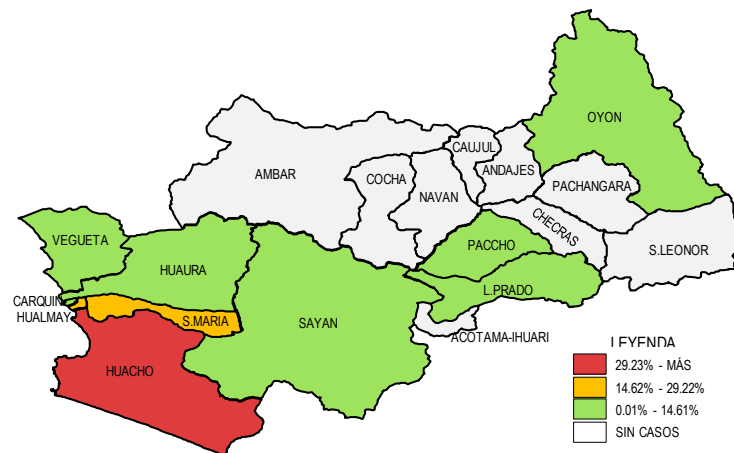 OYON
CAUJUL
AMBAR
COCHA
ANDAJES
NAVAN
PACHANGARA
CHECRAS
VEGUETA
PACCHO
S.LEONOR
HUAURA
L.PRADO
CARQUIN
HUALMAY
S.MARIA
SAYAN
ACOTAMA-IHUARI
HUACHO
LEYENDA
29.23% - MÁS
14.62% - 29.22%
0.01% - 14.61%
SIN CASOS